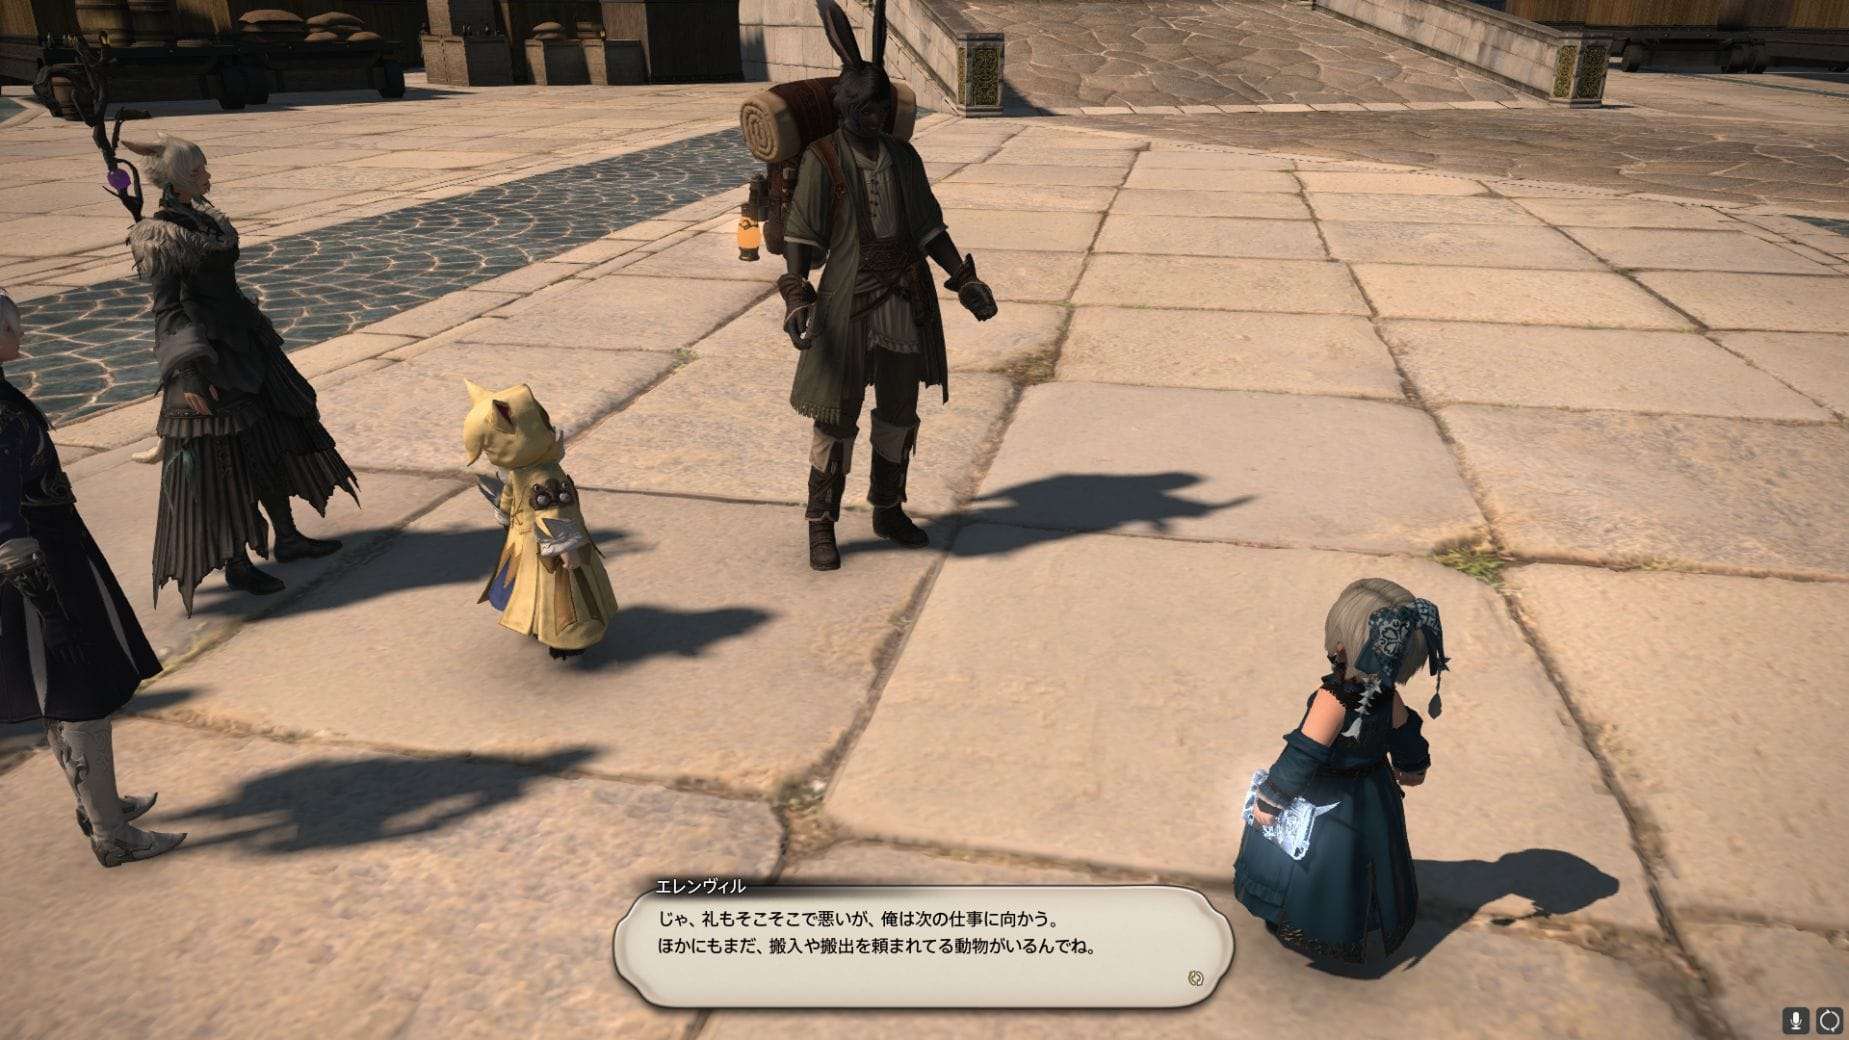 エレンヴィル
じゃ、礼もそこそこで悪いが、俺は次の仕事に向かう。
ほかにもまだ、搬入や搬出を頼まれてる動物がいるんでね。